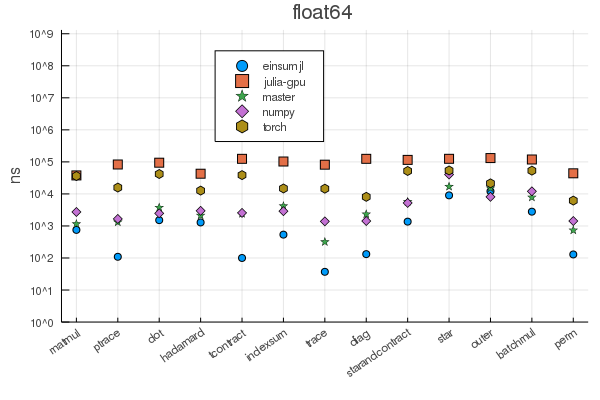 float64
10^9
10^8
10^7
10^6
10^5
10^4
10^3
10^2
10^1
10^0
ns
einsumjl
julia-gpu
master
numpy
torch
matmul
ptrace
dot
hadamard
tcontract
indexsum
trace
diag
starandcontract
star
outer
batchmul
perm